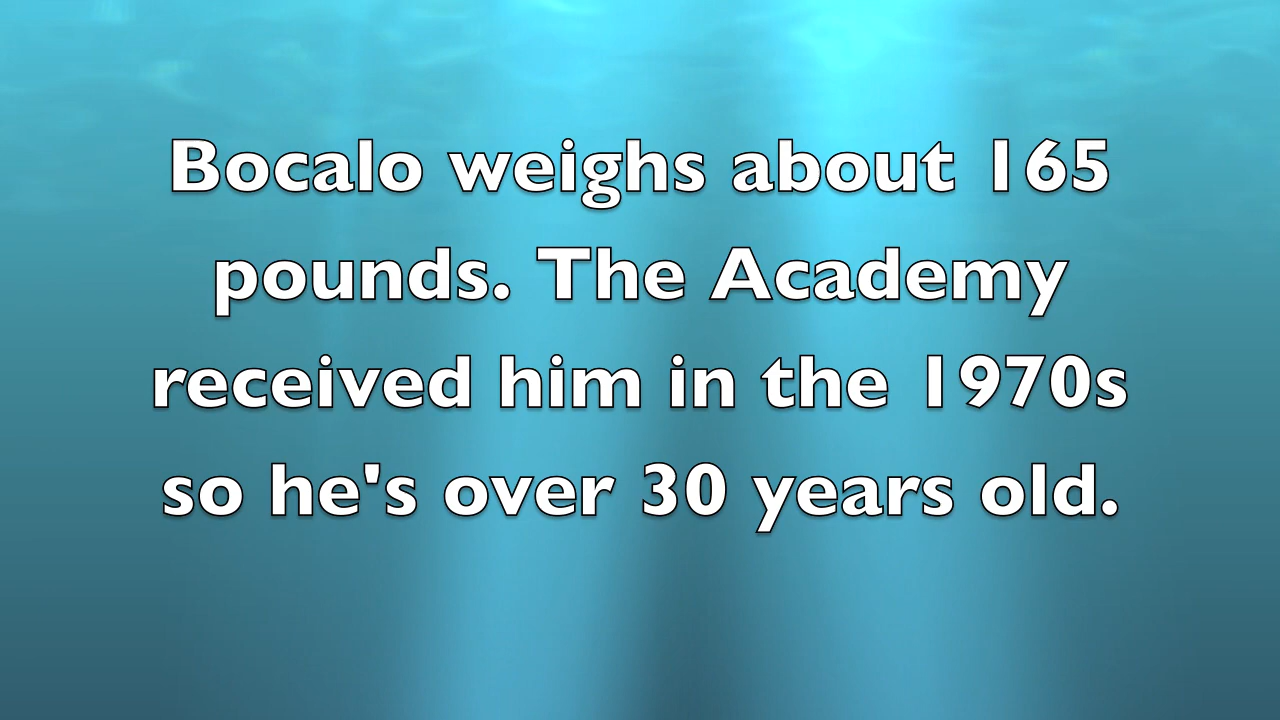 Bocalo weighs about 165
pounds. The Academy
received him in the 1970s
so he's over 30 years old.